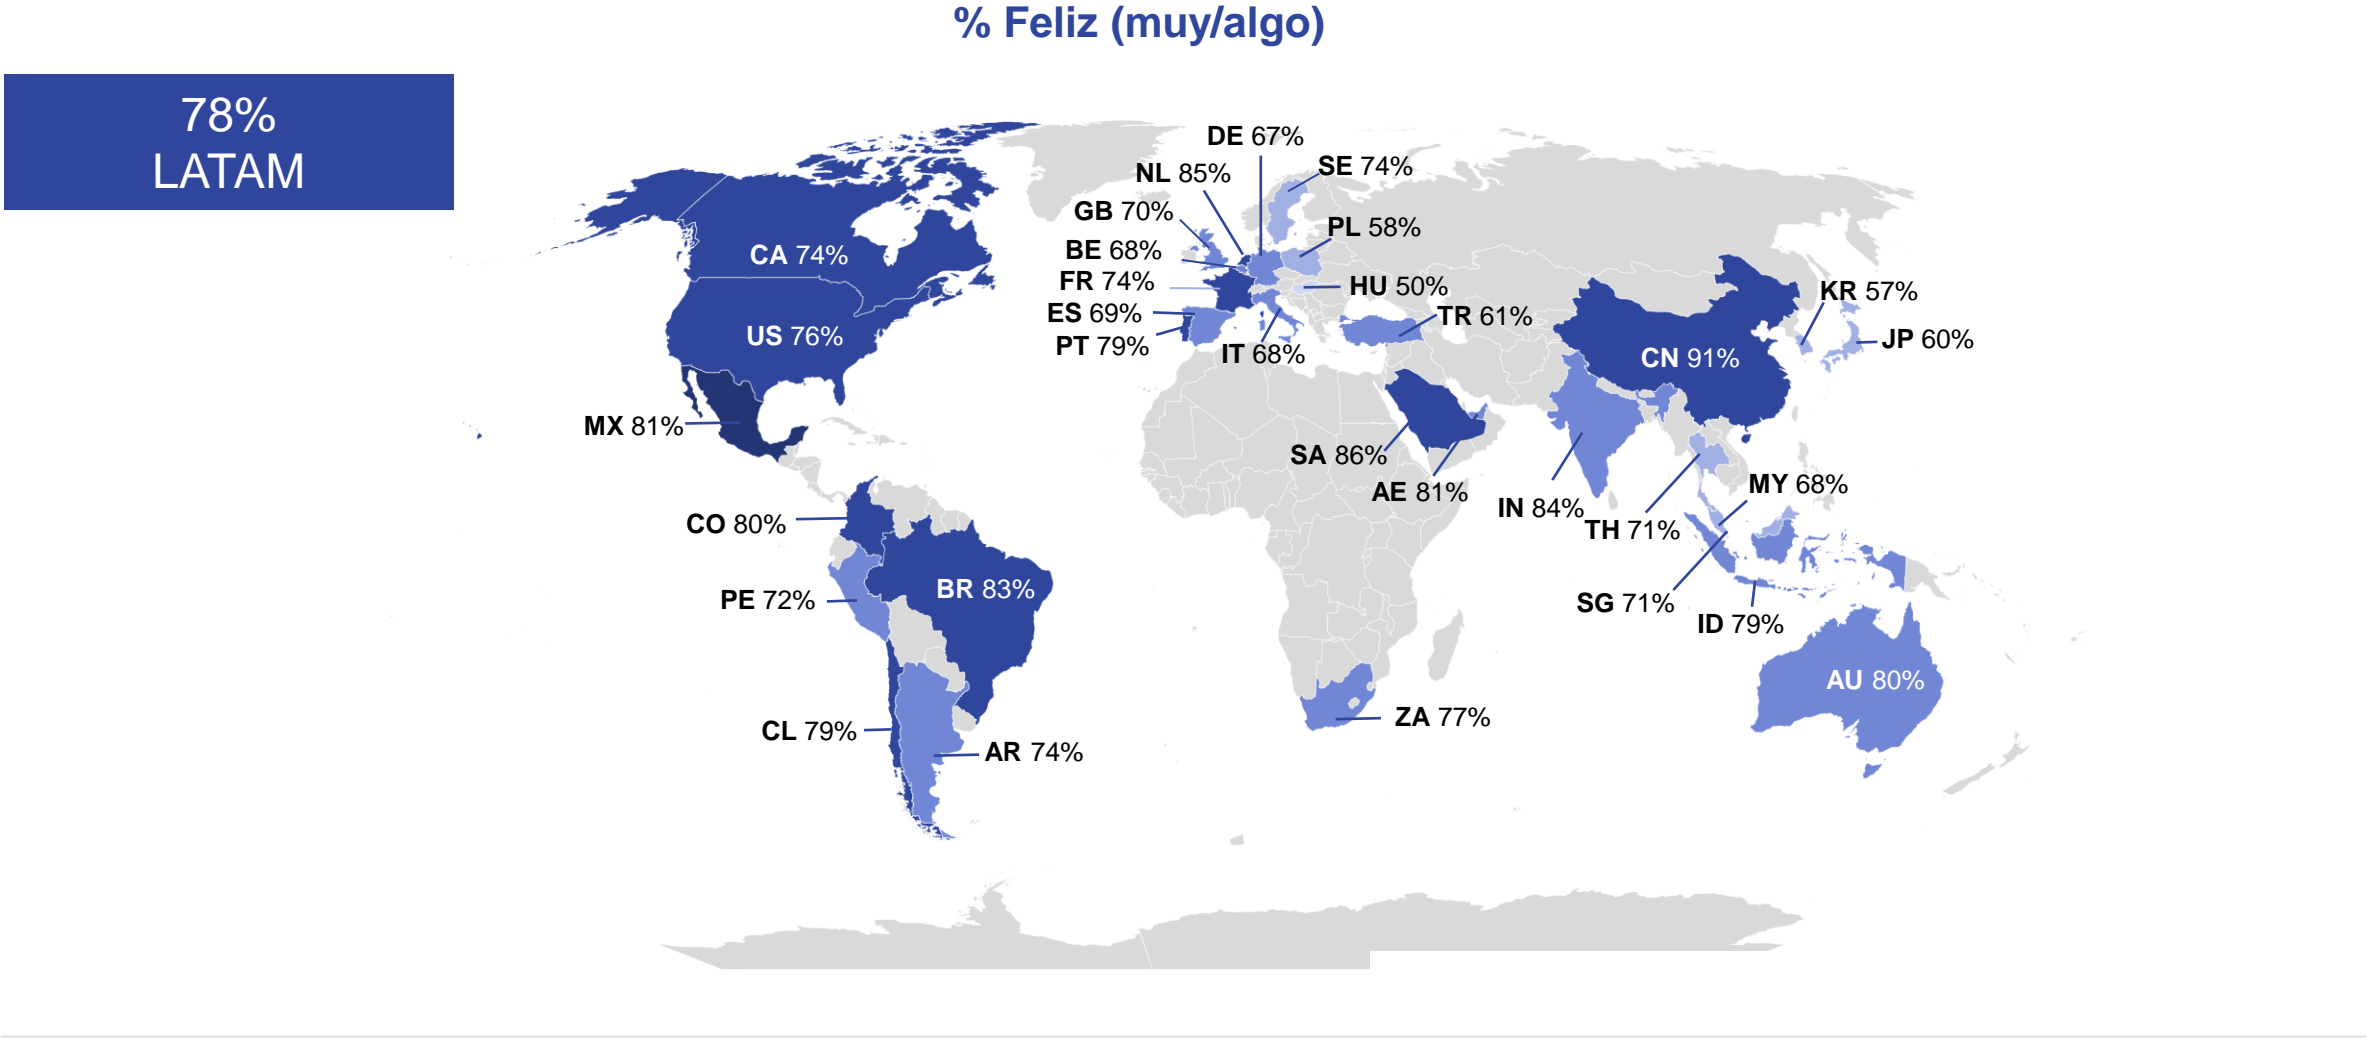 % Feliz (muy/algo)
78%
LATAM
DE 67%
SE 74%
NL 85%
GB 70%
PL 58%
BE 68%
CA 74%
FR 74%
HU 50%
KR 57%
ES 69%
TR 61%
US 76%
PT 79%
IT 68%
JP 60%
CN 91%
MX 81%
SA 86%
AE 81%
MY 68%
IN 84%
CO 80%
TH 71%
BR 83%
PE 72%
SG 71%
ID 79%
AU 80%
ZA 77%
CL 79%
AR 74%